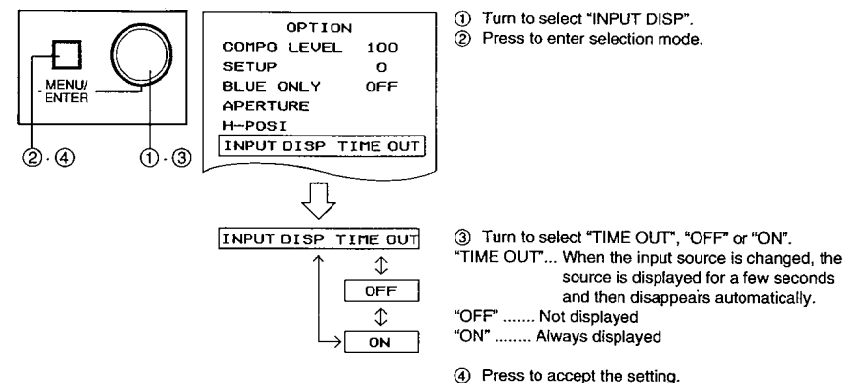 MENU/
ENTER
② · ④
① · ③
OPTION
COMPO LEVEL 100
SETUP 0
BLUE ONLY OFF
APERTURE
H-POSI
INPUT DISP TIME OUT
① Turn to select “INPUT DISP”.
② Press to enter selection mode.
INPUT DISP TIME OUT
OFF
ON
③ Turn to select “TIME OUT”, “OFF” or “ON”.
“TIME OUT”... When the input source is changed, the
source is displayed for a few seconds
and then disappears automatically.
“OFF” ....... Not displayed
“ON” ........ Always displayed
④ Press to accept the setting.